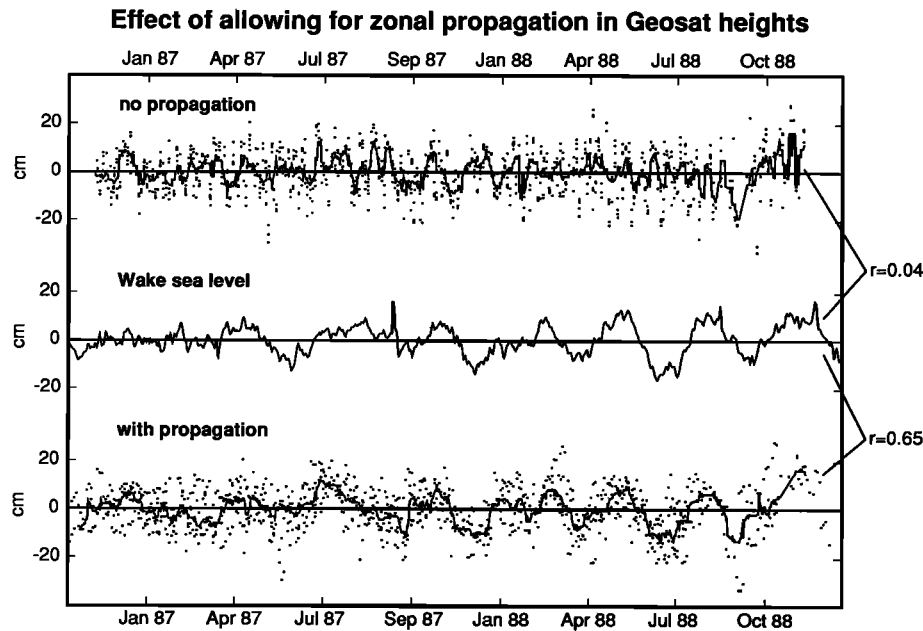 Effect of allowing for zonal propagation in Geosat heights
Jan 87 Apr 87 Jul 87 Sep 87 Jan 88 Apr 88 Jul 88 Oct 88
no propagation
20
0
-20
cm
r=0.04
Wake sea level
20
0
-20
cm
r=0.65
with propagation
20
0
-20
cm
Jan 87 Apr 87 Jul 87 Sep 87 Jan 88 Apr 88 Jul 88 Oct 88